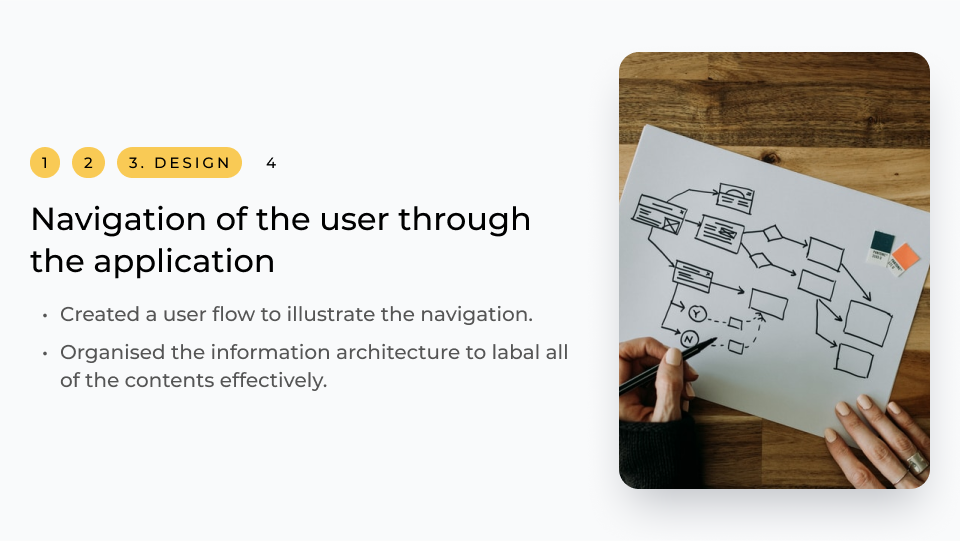 1 2 3. DESIGN 4
Navigation of the user through
the application
• Created a user flow to illustrate the navigation.
• Organised the information architecture to labal all
of the contents effectively.
Y
N